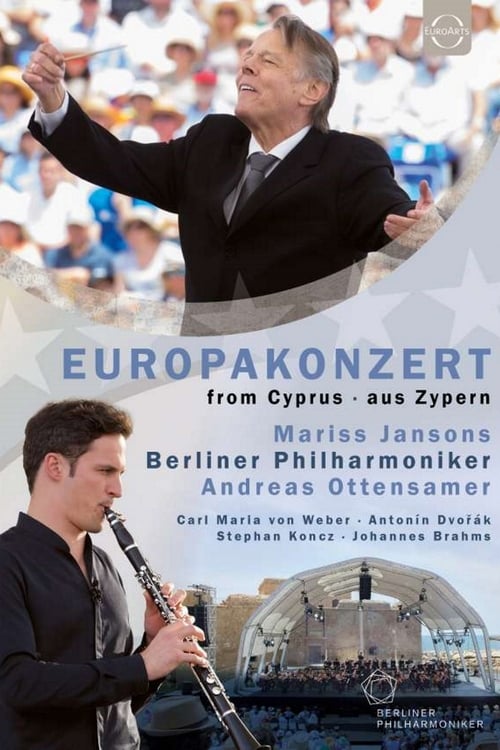 EUROARTS
EUROPAKONZERT
from Cyprus · aus Zypern
Mariss Jansons
Berliner Philharmoniker
Andreas Ottensamer
Carl Maria von Weber · Antonín Dvořák
Stephan Koncz · Johannes Brahms
BERLINER
PHILHARMONIKER